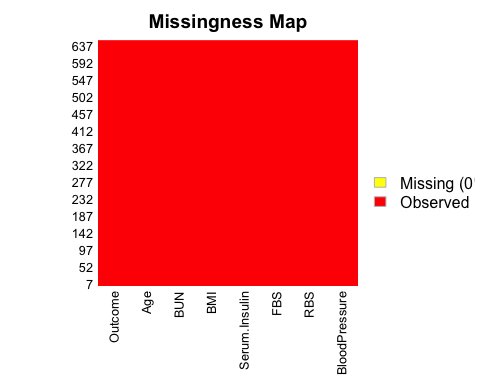 Missingness Map
637
592
547
502
457
412
367
322
277
232
187
142
97
52
7
Outcome
Age
BUN
BMI
Serum.Insulin
FBS
RBS
BloodPressure
Missing (0
Observed